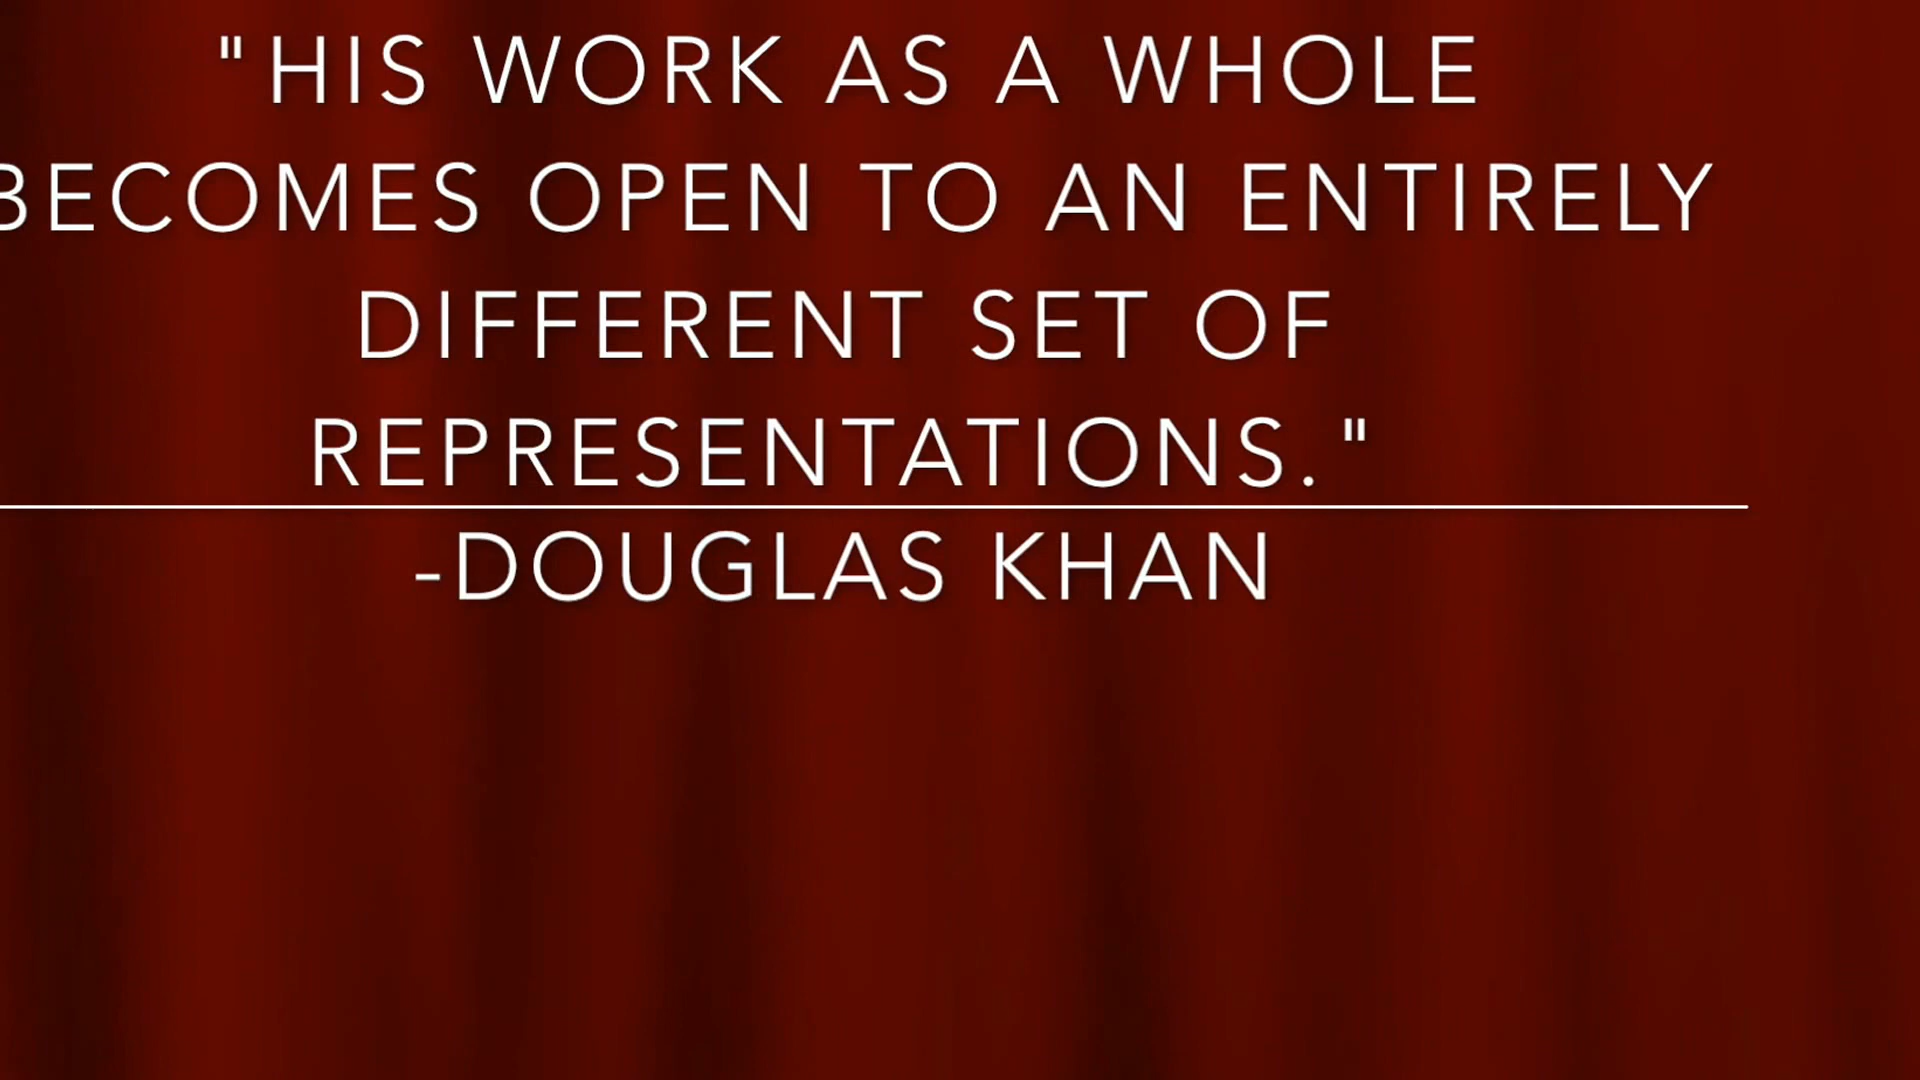 "HIS WORK AS A WHOLE
BECOMES OPEN TO AN ENTIRELY
DIFFERENT SET OF
REPRESENTATIONS."
-DOUGLAS KHAN